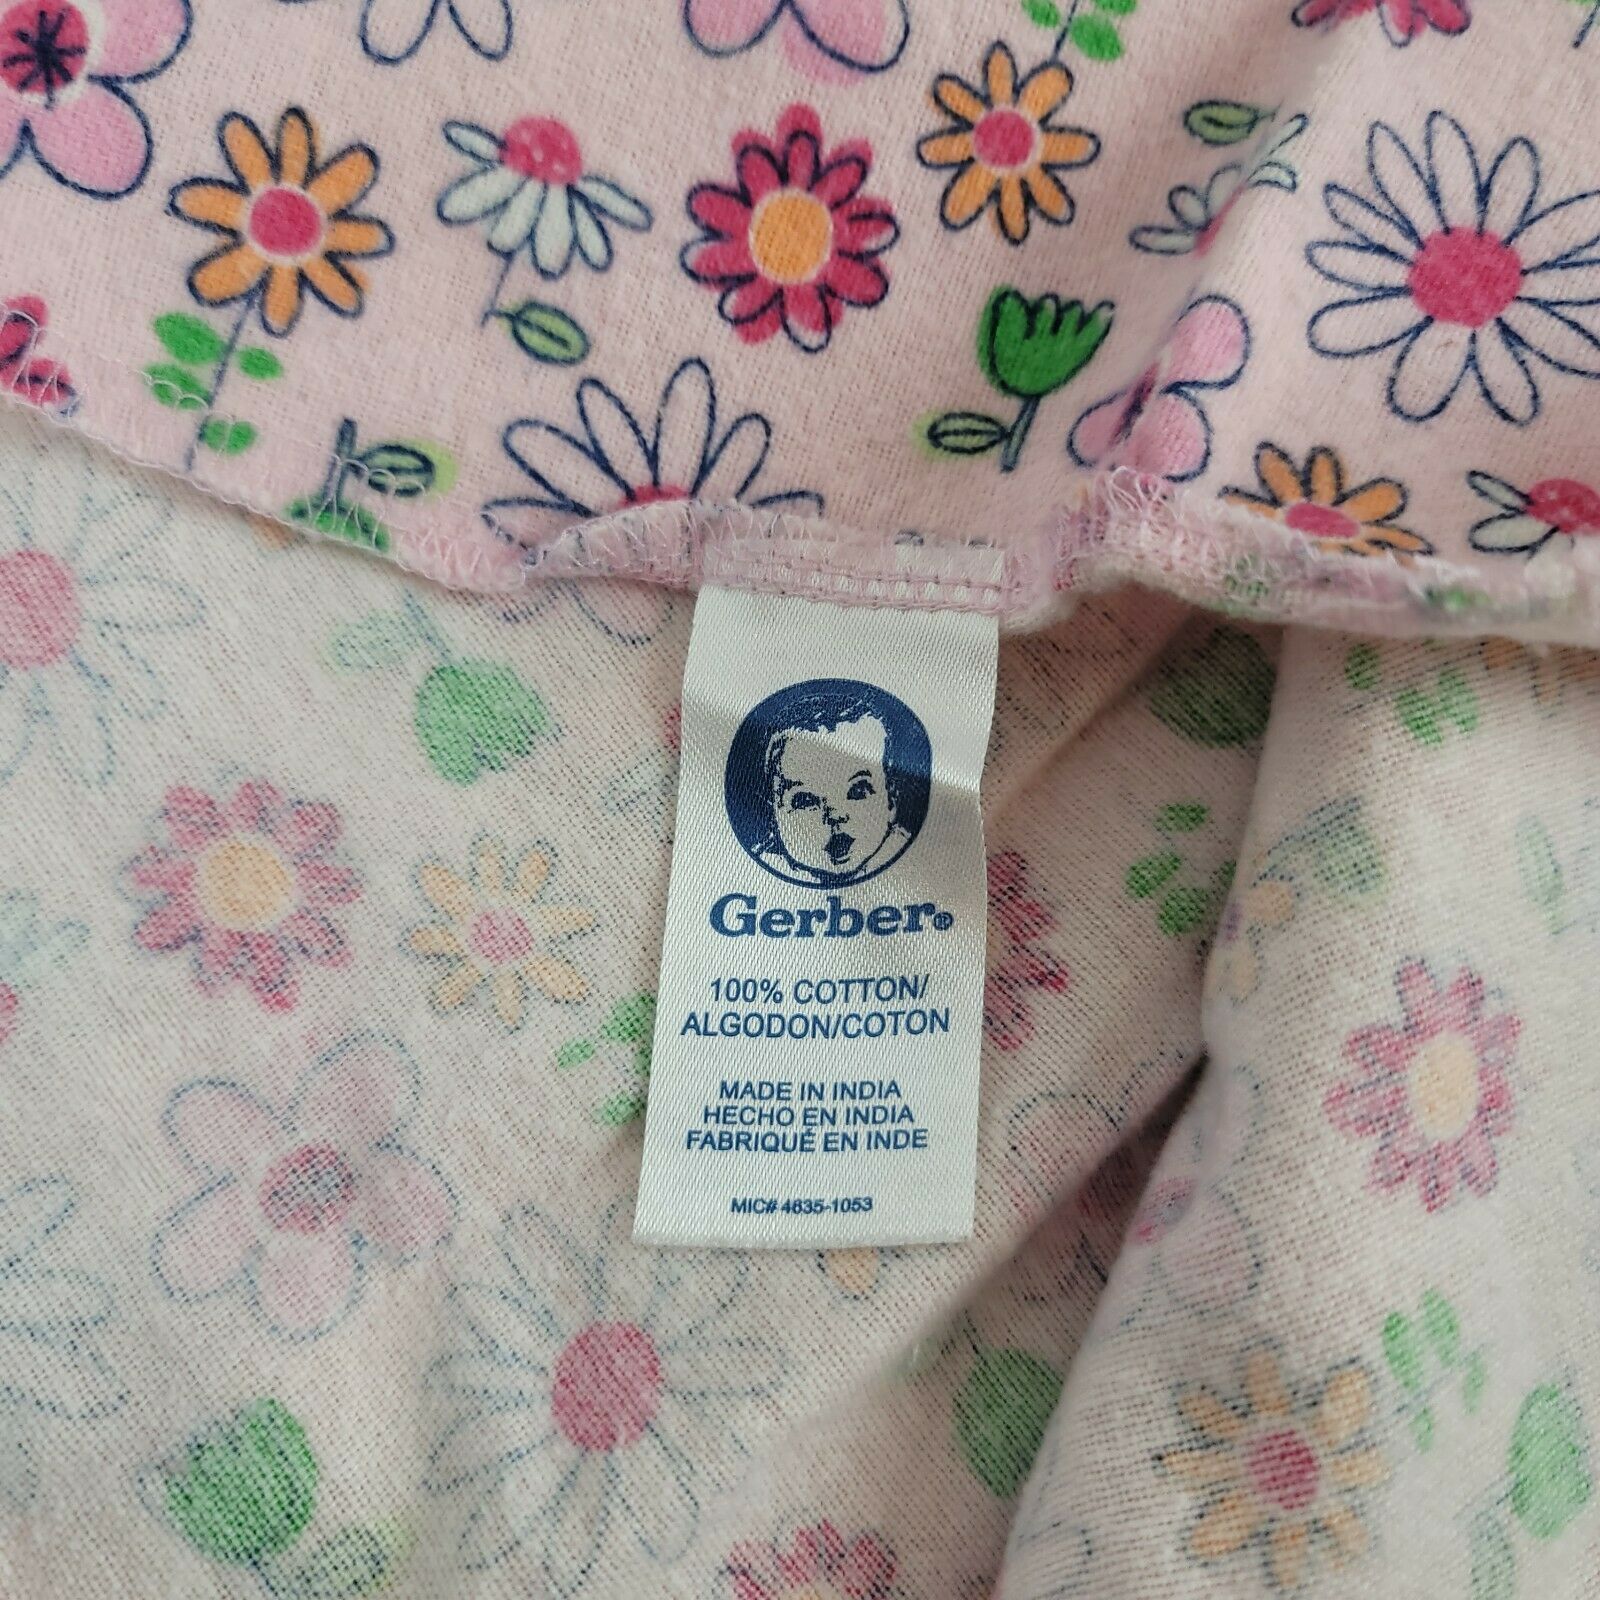 Gerber®
100% COTTON/
ALGODON/COTON
MADE IN INDIA
HECHO EN INDIA
FABRIQUÉ EN INDE
MIC# 4635-1053